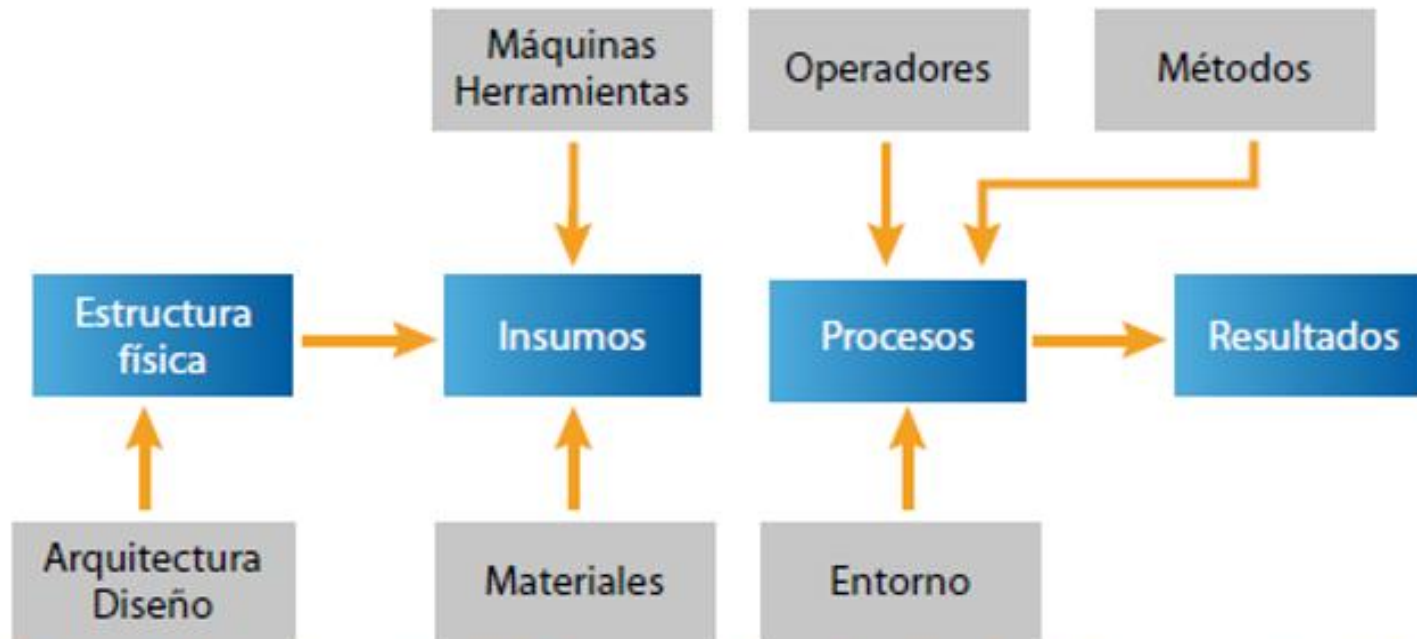 Máquinas
Herramientas
Operadores
Métodos
Estructura
física
Insumos
Procesos
Resultados
Arquitectura
Diseño
Materiales
Entorno